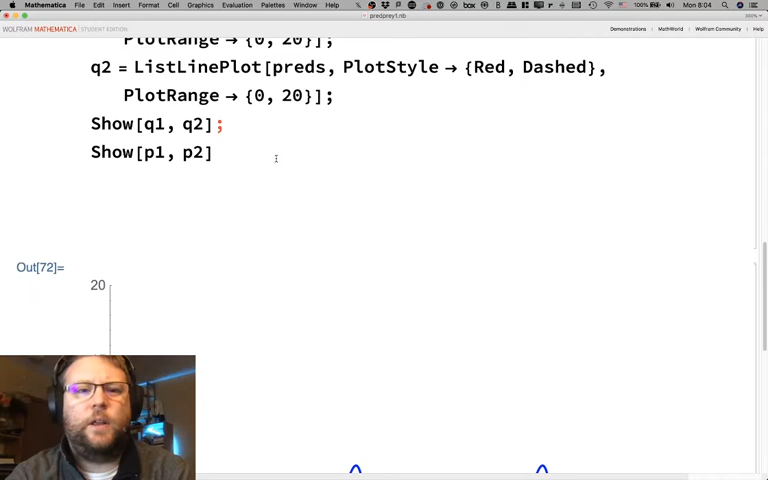 Mathematica File Edit Insert Format Cell Graphics Evaluation Palettes Window Help
100% Mon 8:04
predprey1.nb
300%
WOLFRAM MATHEMATICA | STUDENT EDITION
Demonstrations | MathWorld | Wolfram Community | Help
PlotRange → {0, 20}];
q2 = ListLinePlot[preds, PlotStyle → {Red, Dashed},
PlotRange → {0, 20}];
Show[q1, q2];
Show[p1, p2]
Out[72]=
20